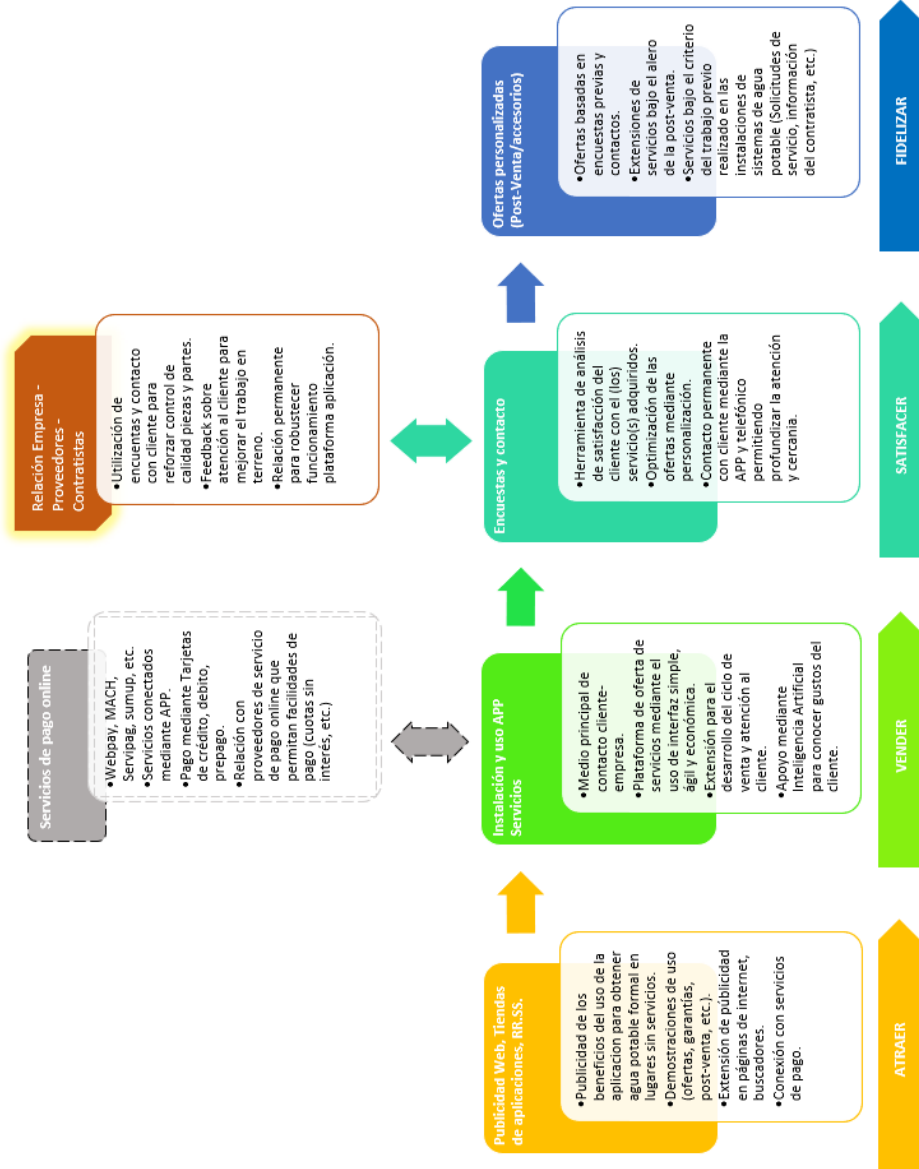 Servicios de pago online
•Webpay, MACH,
Servipag, sumup, etc.
•Servicios conectados
mediante APP.
•Pago mediante Tarjetas
de crédito, debito,
prepago.
•Relación con
proveedores de servicio
de pago online que
permitan faciliidades de
pago (cuotas sin
interés, etc.)
Relación Empresa -
Proveedores -
Contratistas
•Utilización de
encuentas y contacto
con cliente para
reforzar control de
calidad piezas y partes.
•Feedback sobre
atención al cliente para
mejorar el trabajo en
terreno.
•Relación permanente
para robustecer
funcionamiento
plataforma aplicación.
Publicidad Web, Tiendas
de aplicaciones, RR.SS.
•Publicidad de los
beneficios del uso de la
aplicacion para obtener
agua potable formal en
lugares sin servicios.
•Demostraciones de uso
(ofertas, garantías,
post-venta, etc.).
•Extensión de públicidad
en páginas de internet,
buscadores.
•Conexión con servicios
de pago.
Instalación y uso APP
Servicios
•Medio principal de
contacto cliente-
empresa.
•Plataforma de oferta de
servicios mediante el
uso de interfaz simple,
ágil y económica.
•Extensión para el
desarrollo del ciclo de
venta y atención al
cliente.
•Apoyo mediante
Inteligencia Artificial
para conocer gustos del
cliente.
Encuestas y contacto
•Herramienta de análisis
de satisfacción del
cliente con el (los)
servicio(s) adquiridos.
•Optimización de las
ofertas mediante
personalización.
•Contacto permanente
con cliente mediante la
APP y telefónico
permitiendo
profundizar la atención
y cercania.
Ofertas personalizadas
(Post-Venta/accesorios)
•Ofertas basadas en
encuestas previas y
contactos.
•Extensiones de
servicios bajo el alero
de la post-venta.
•Servicios bajo el criterio
del trabajo previo
realizado en las
instalaciones de
sistemas de agua
potable (Solicitudes de
servicio, información
del contratista, etc.)
ATRAER
VENDER
SATISFACER
FIDELIZAR